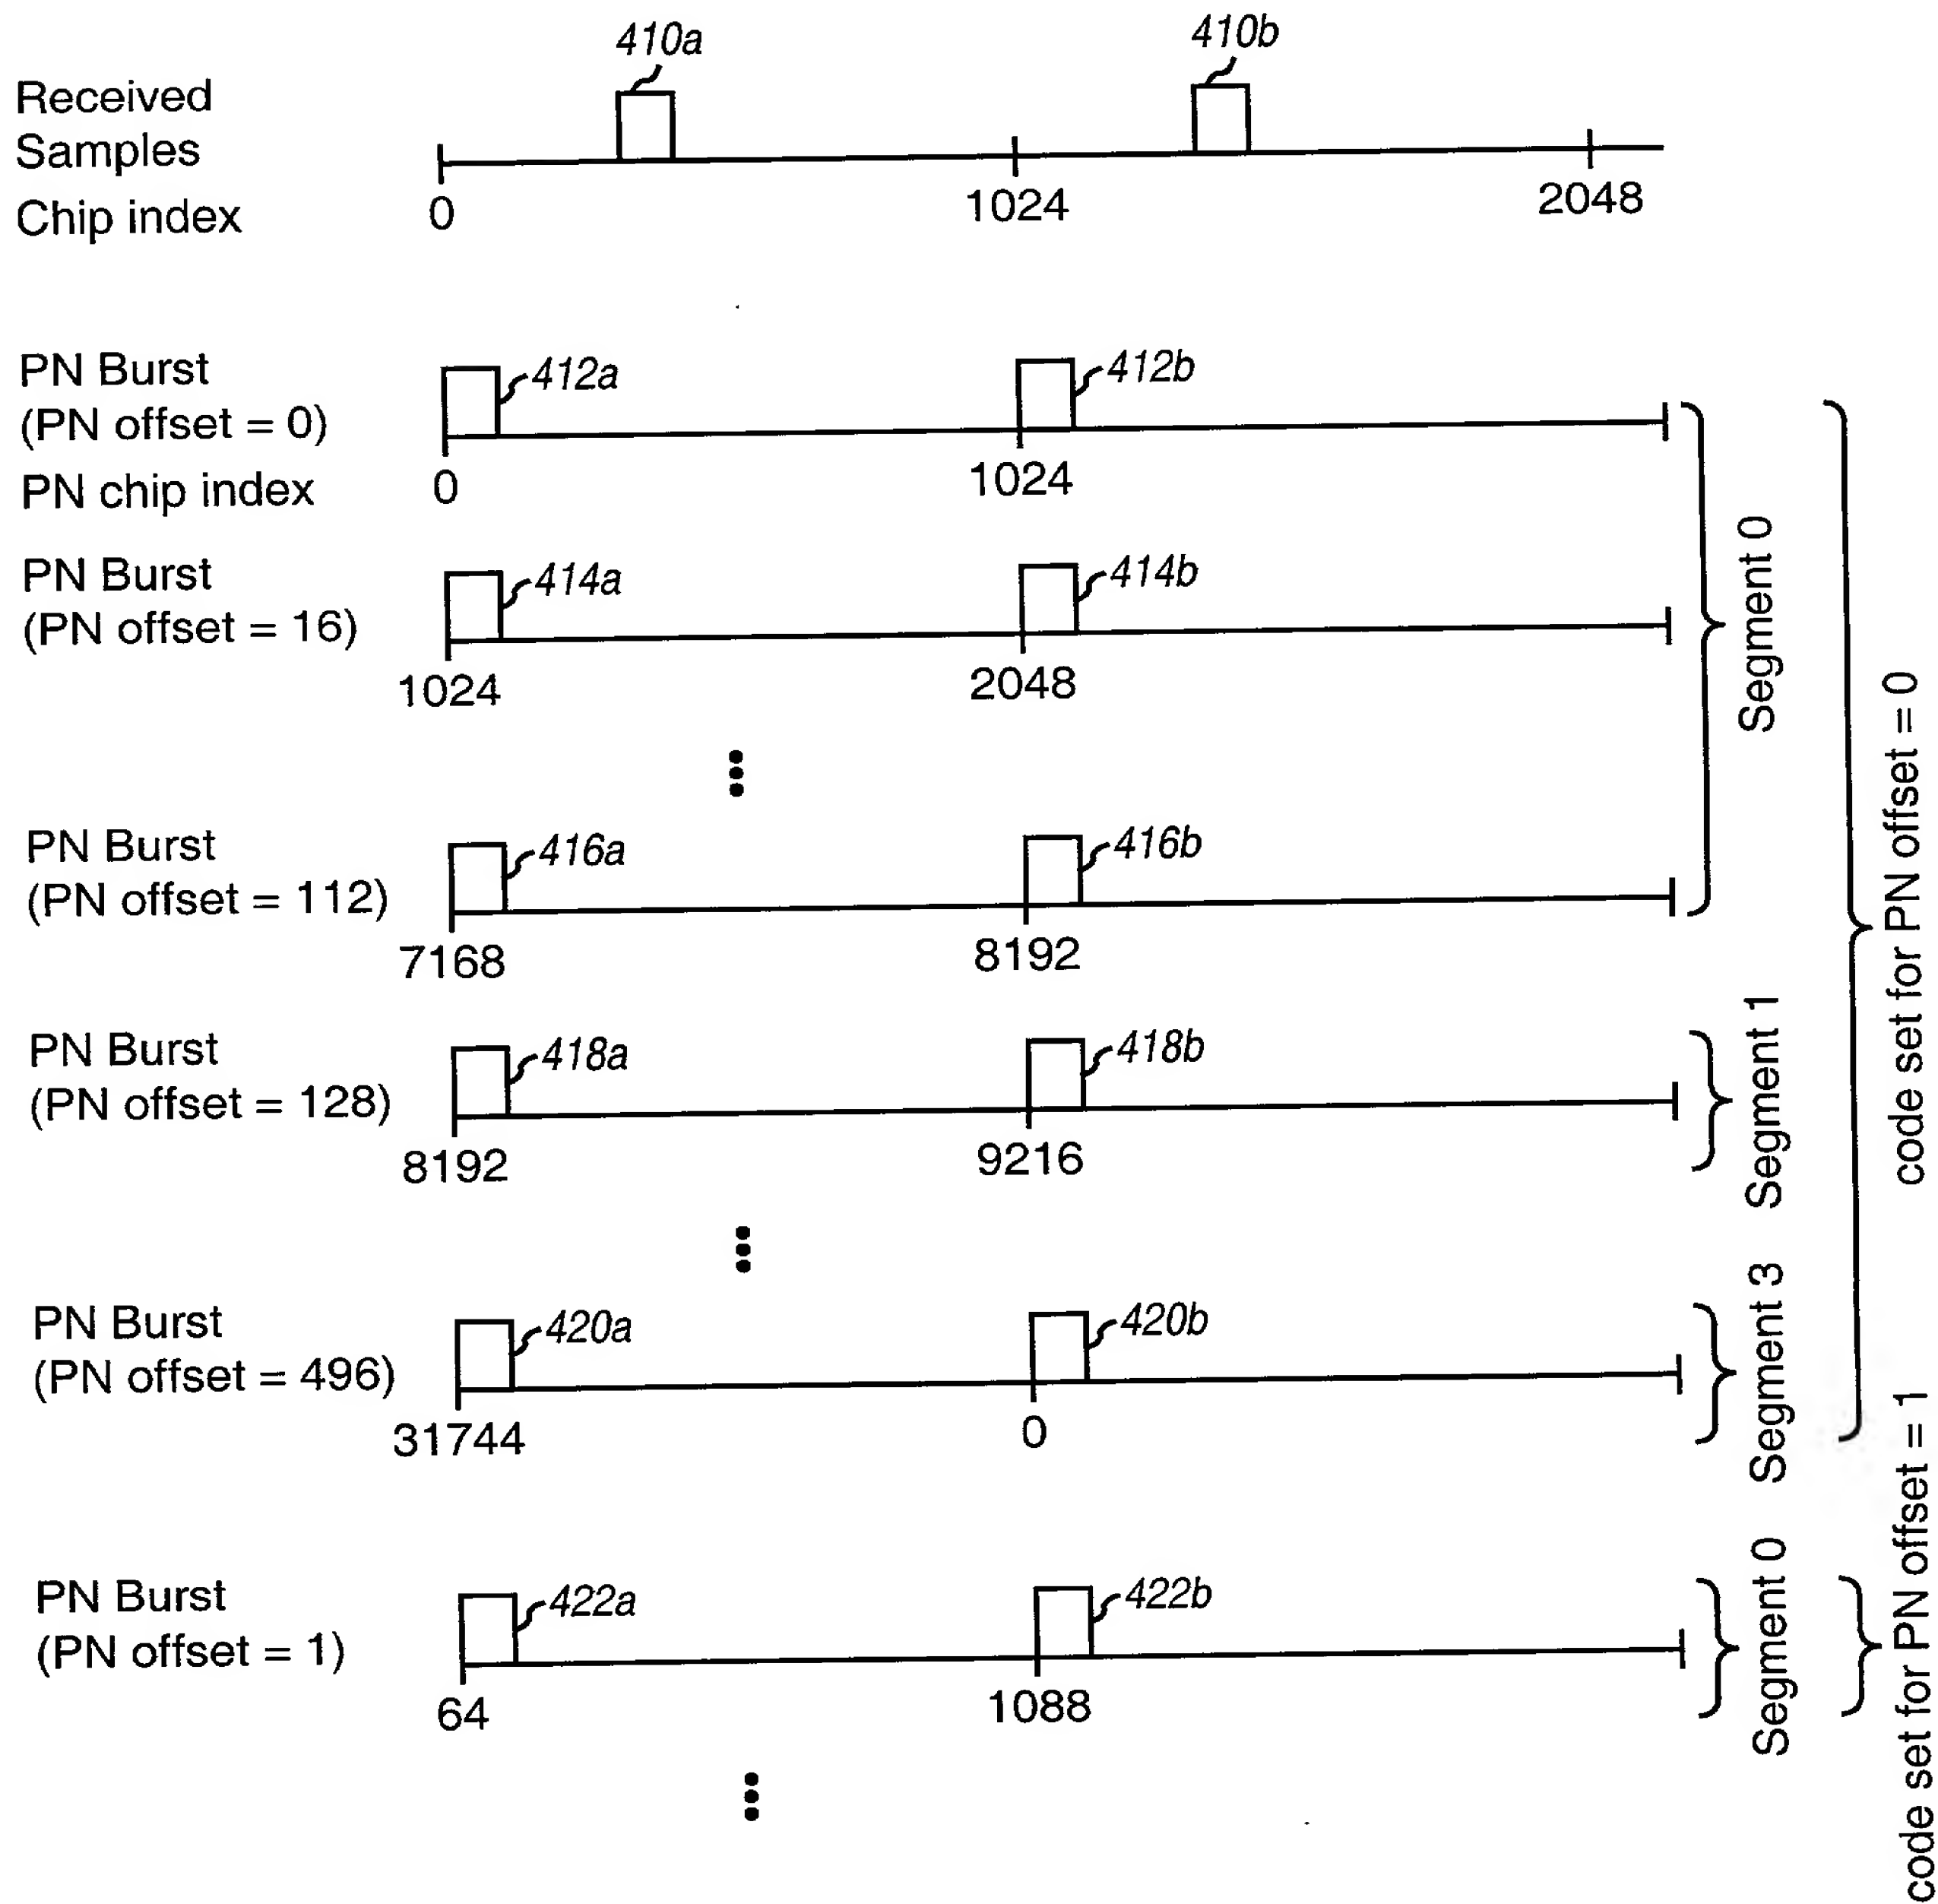 410a
410b
Received
Samples
Chip index
0
1024
2048
PN Burst
(PN offset = 0)
PN chip index
412a
412b
0
1024
PN Burst
(PN offset = 16)
414a
414b
1024
2048
Segment 0
PN Burst
(PN offset = 112)
416a
416b
7168
8192
code set for PN offset = 0
PN Burst
(PN offset = 128)
418a
418b
8192
9216
Segment 1
PN Burst
(PN offset = 496)
420a
420b
31744
0
Segment 3
PN Burst
(PN offset = 1)
422a
422b
64
1088
Segment 0
code set for PN offset = 1